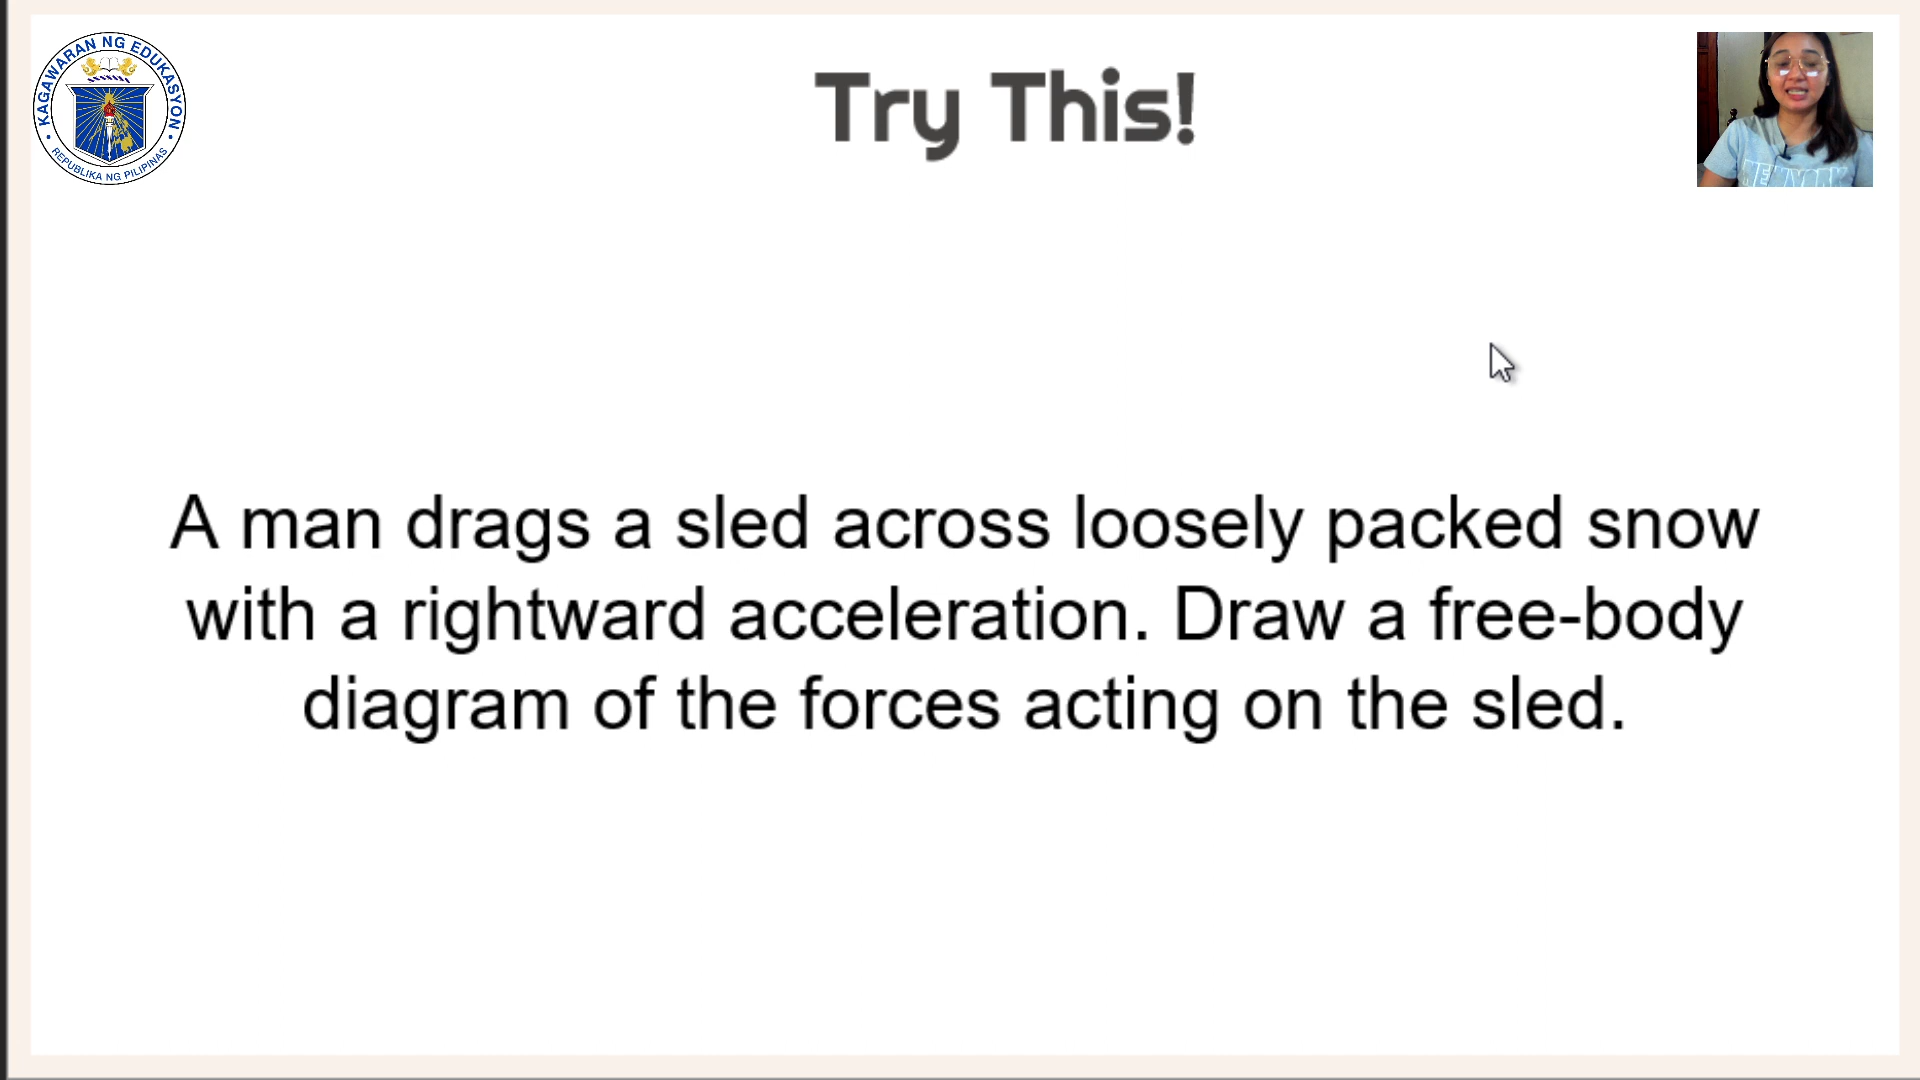 KAGAWARAN NG EDUKASYON
REPUBLIKA NG PILIPINAS
Try This!
A man drags a sled across loosely packed snow
with a rightward acceleration. Draw a free-body
diagram of the forces acting on the sled.